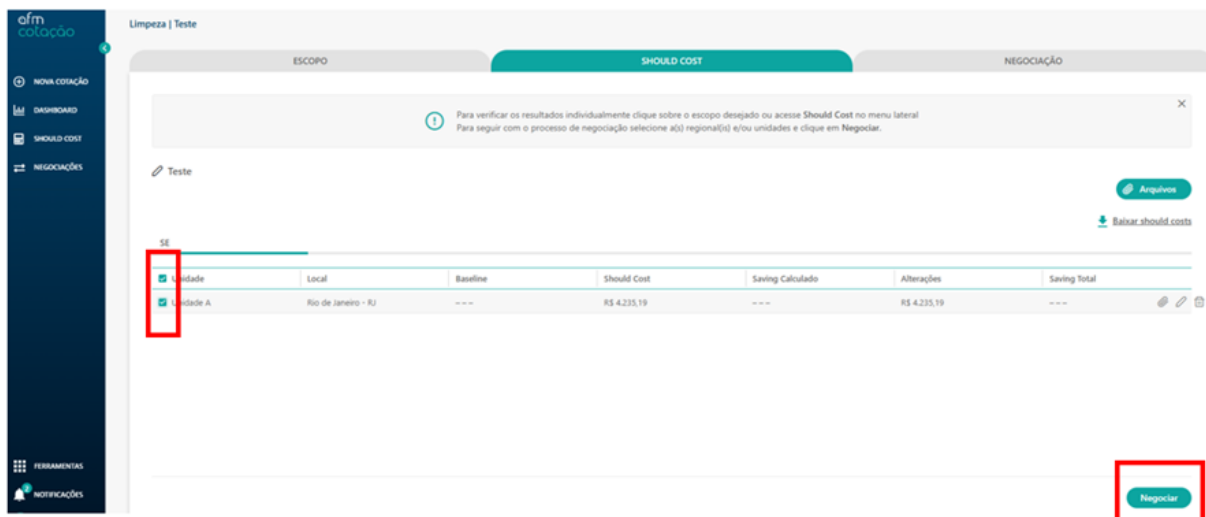 afm
cotação
Limpeza | Teste
ESCOPO
SHOULD COST
NEGOCIAÇÃO
NOVA COTAÇÃO
DASHBOARD
SHOULD COST
NEGOCIAÇÕES
Para verificar os resultados individualmente clique sobre o escopo desejado ou acesse Should Cost no menu lateral
Para seguir com o processo de negociação selecione a(s) regional(is) e/ou unidades e clique em Negociar.
Teste
Arquivos
Baixar should costs
SE
Unidade Local Baseline Should Cost Saving Calculado Alterações Saving Total
Unidade A Rio de Janeiro - RJ --- R$ 4.235,19 --- R$ 4.235,19 ---
FERRAMENTAS
NOTIFICAÇÕES
Negociar